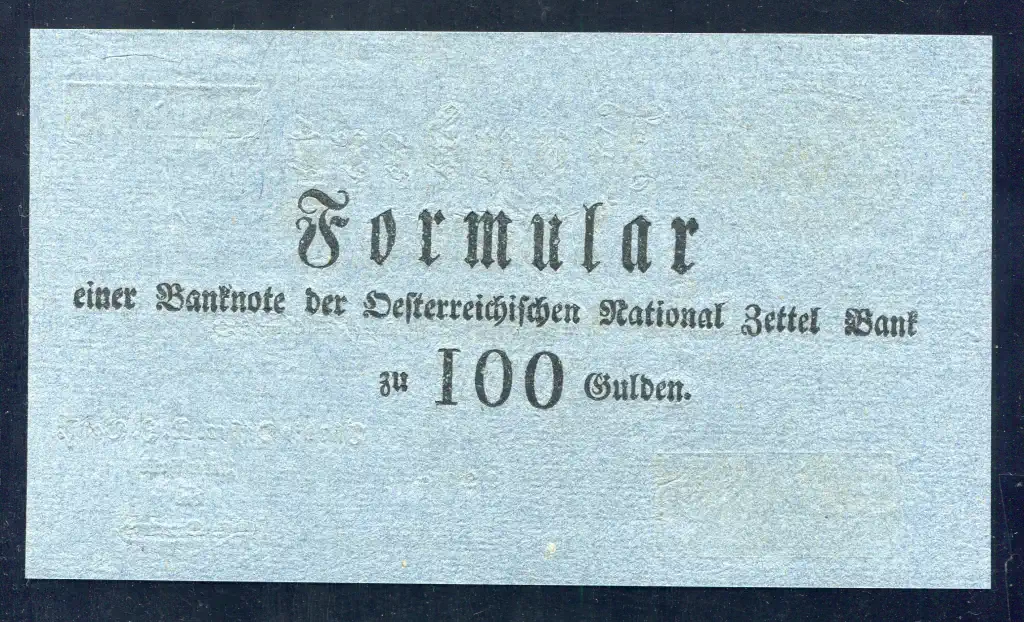 Formular
einer Banknote der Oesterreichischen National Zettel Bank
zu 100 Gulden.